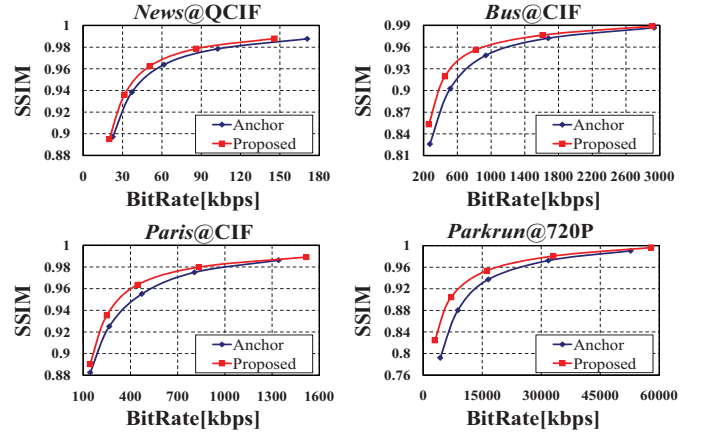 News@QCIF
SSIM
1
0.98
0.96
0.94
0.92
0.9
0.88
0 30 60 90 120 150 180
BitRate[kbps]
Anchor
Proposed
Bus@CIF
SSIM
0.99
0.96
0.93
0.9
0.87
0.84
0.81
200 600 1000 1400 1800 2200 2600 3000
BitRate[kbps]
Anchor
Proposed
Paris@CIF
SSIM
1
0.98
0.96
0.94
0.92
0.9
0.88
100 400 700 1000 1300 1600
BitRate[kbps]
Anchor
Proposed
Parkrun@720P
SSIM
1
0.96
0.92
0.88
0.84
0.8
0.76
0 15000 30000 45000 60000
BitRate[kbps]
Anchor
Proposed